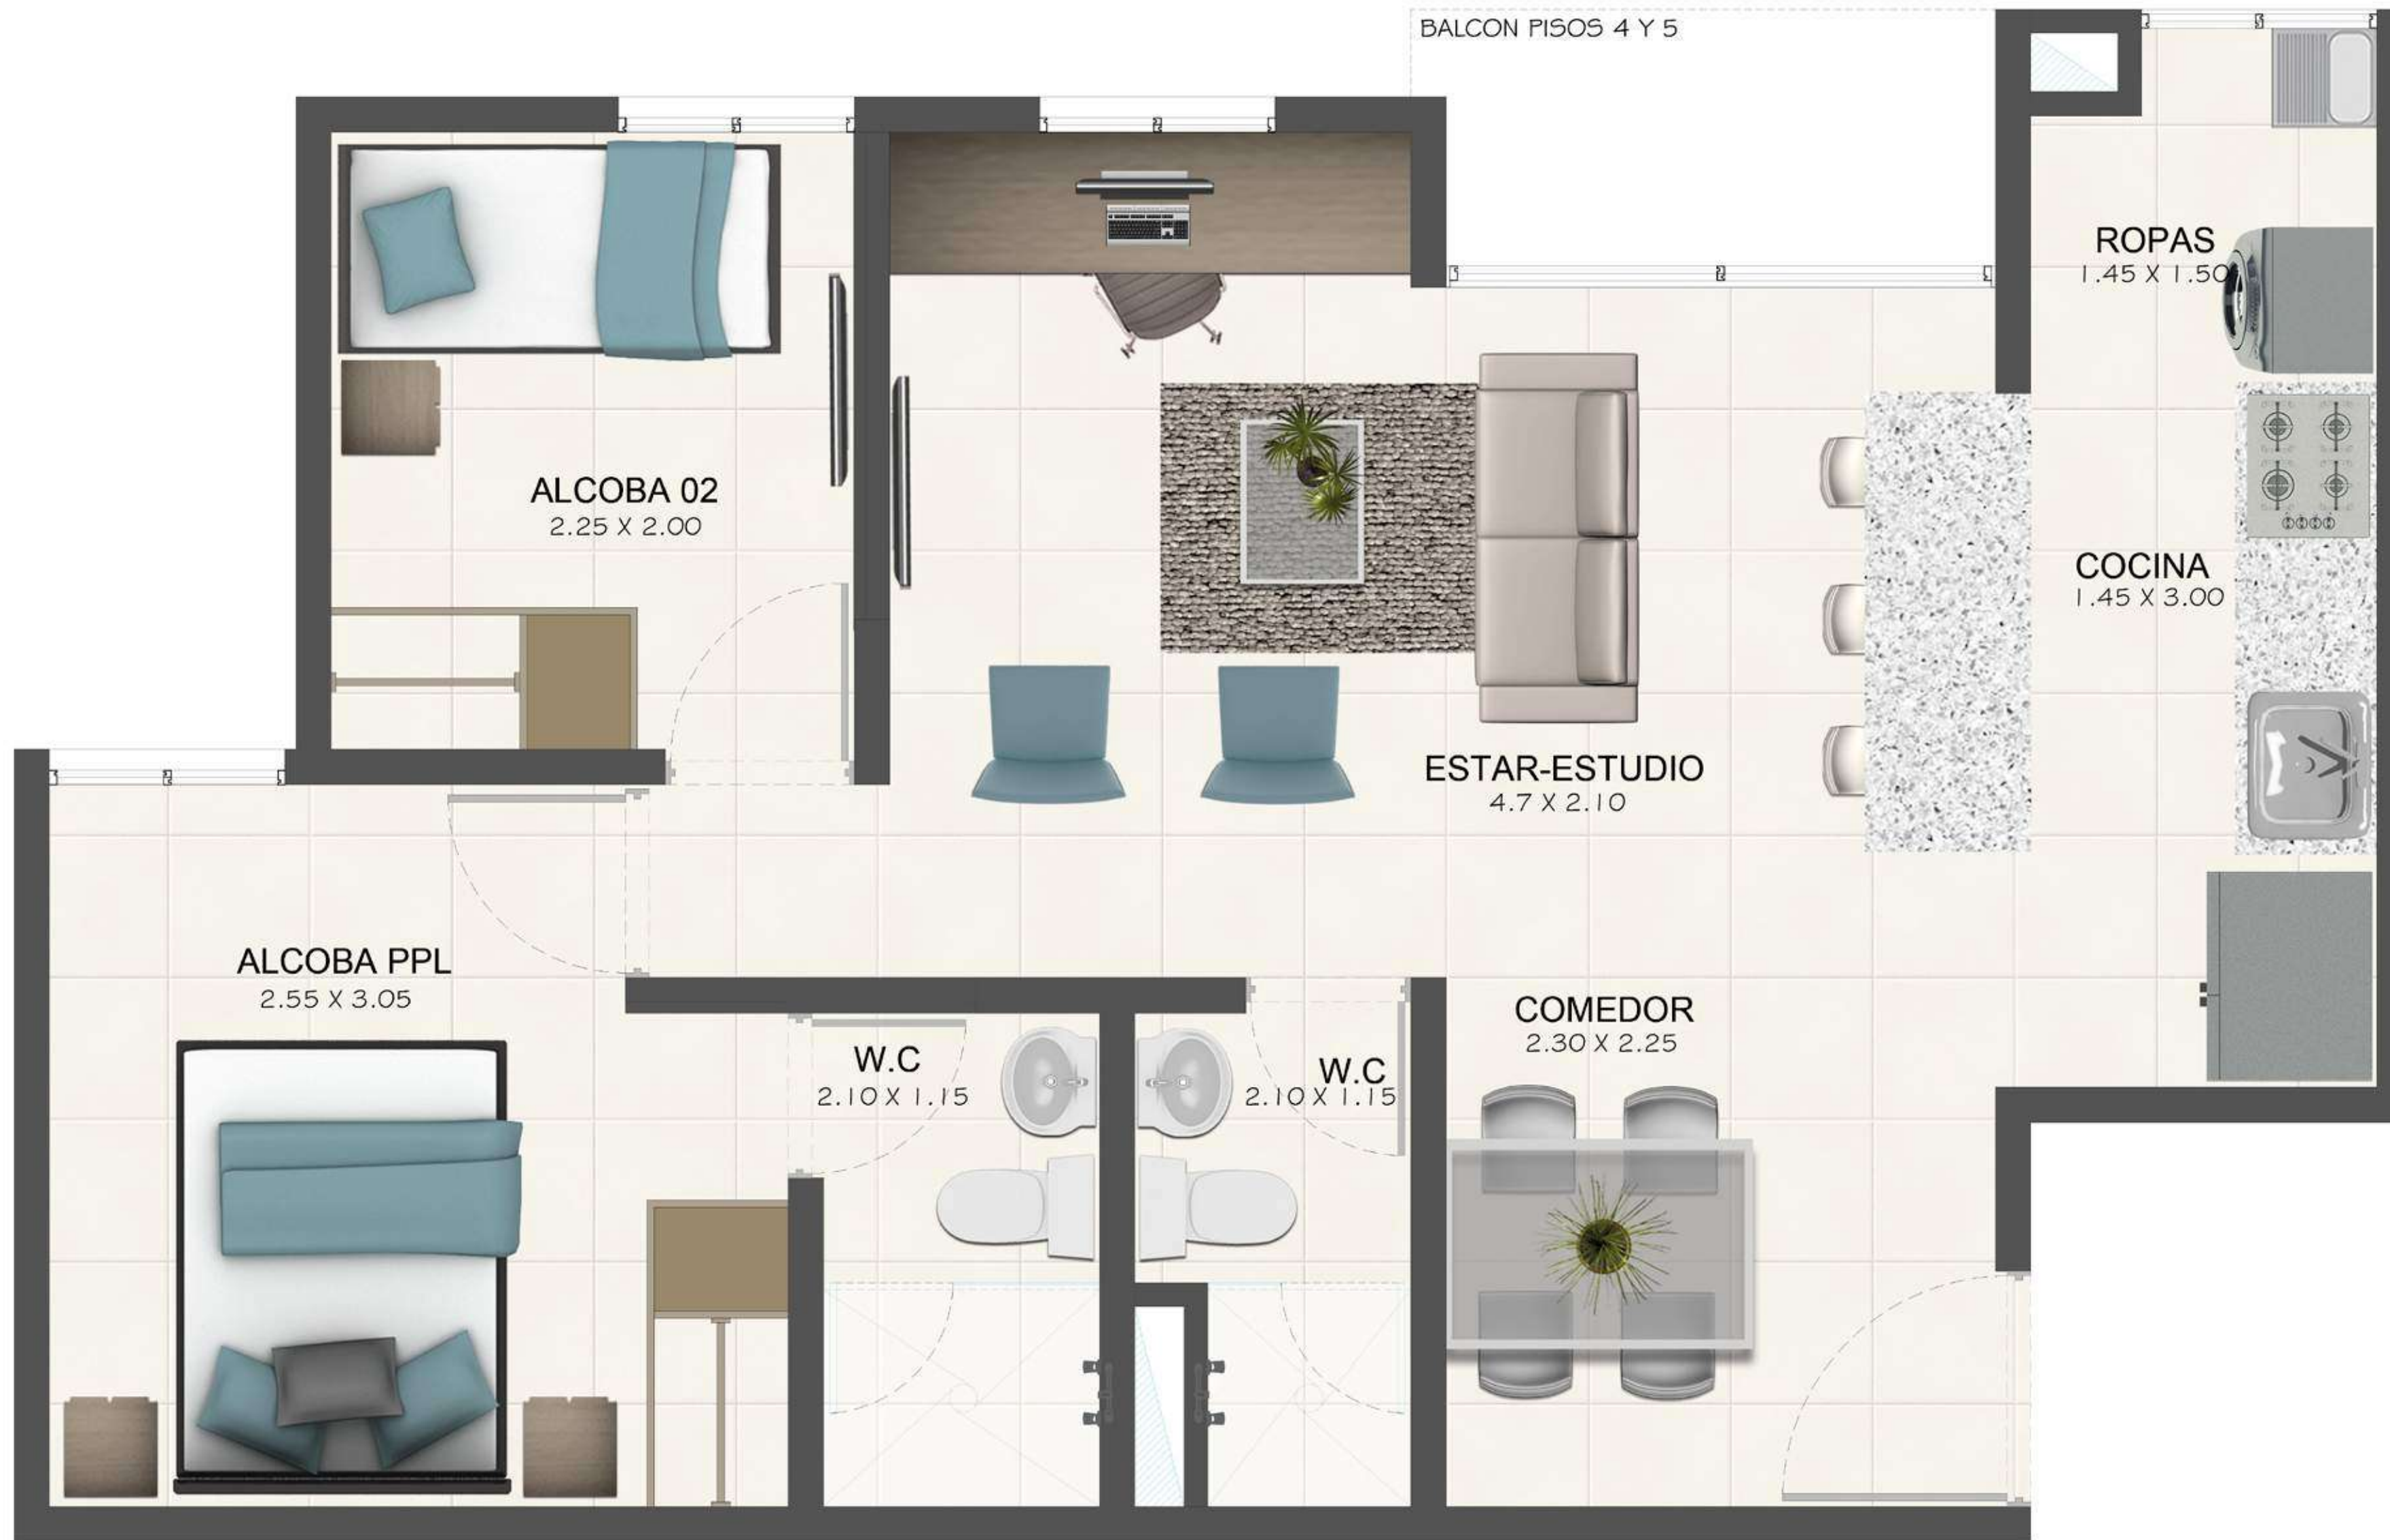 BALCON PISOS 4 Y 5
ROPAS
1.45 X 1.50
ALCOBA 02
2.25 X 2.00
COCINA
1.45 X 3.00
ESTAR-ESTUDIO
4.7 X 2.10
ALCOBA PPL
2.55 X 3.05
COMEDOR
2.30 X 2.25
W.C
2.10 X 1.15
W.C
2.10 X 1.15